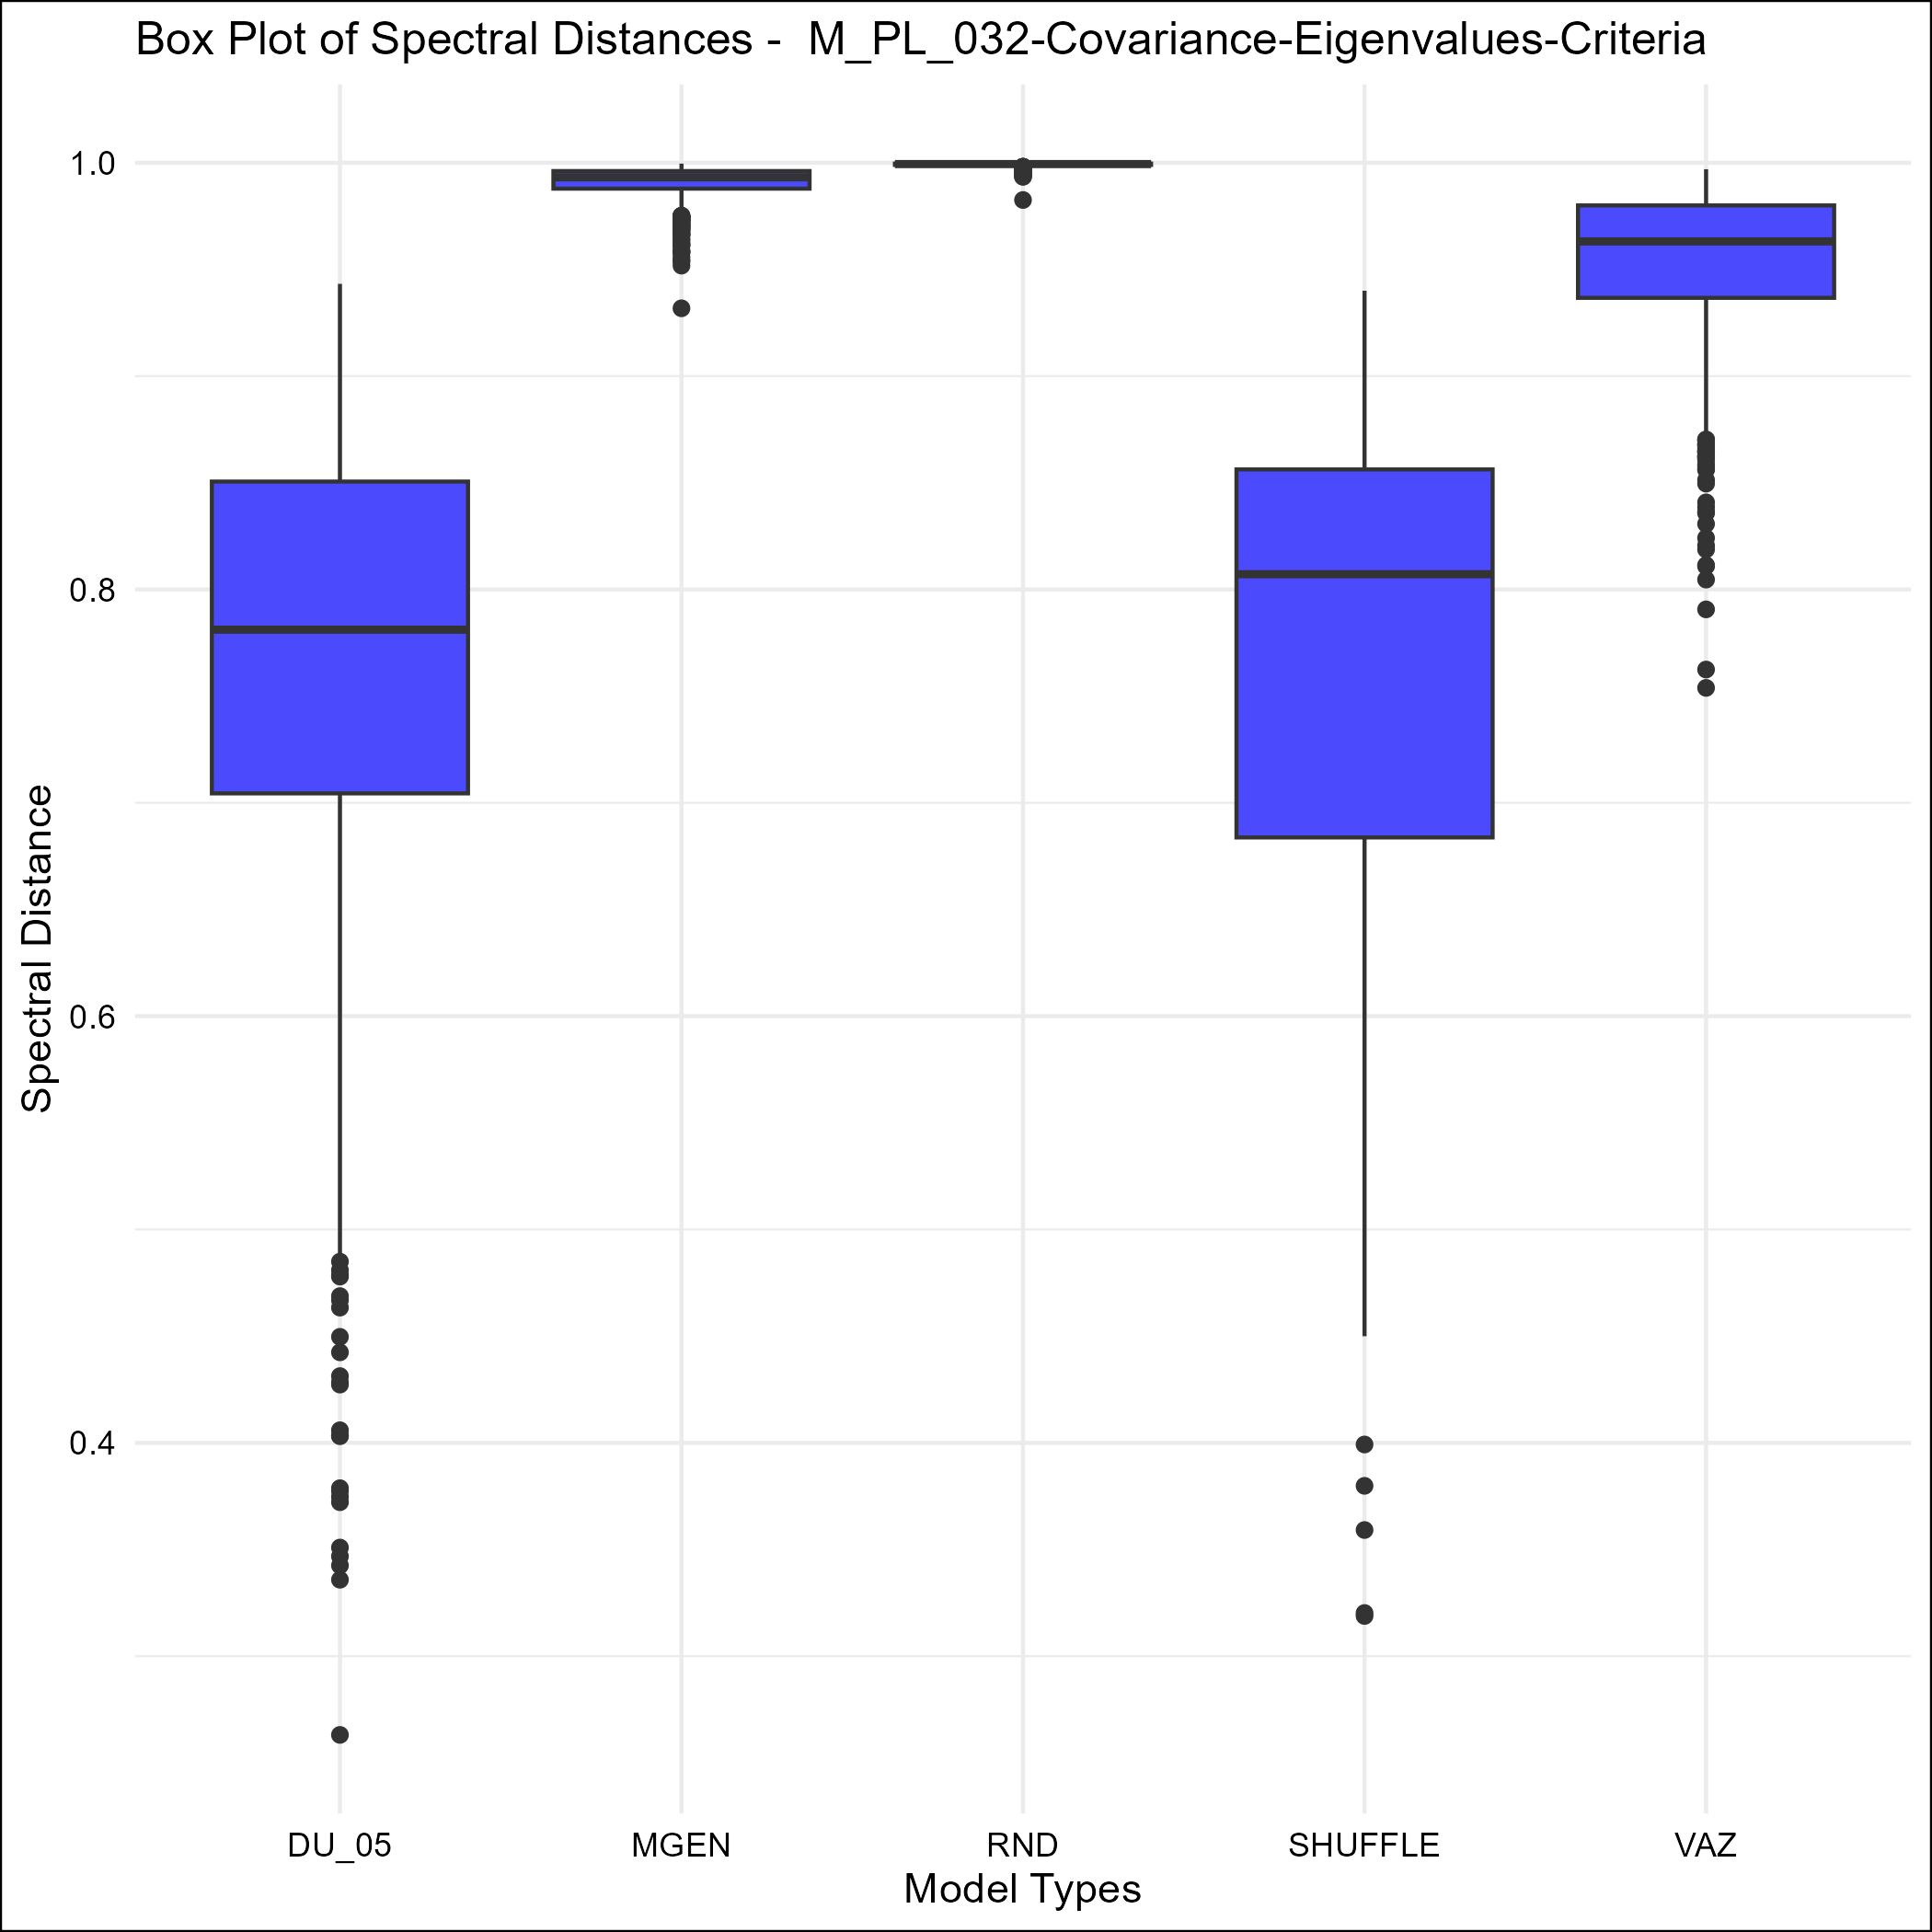 Box Plot of Spectral Distances -  M_PL_032-Covariance-Eigenvalues-Criteria
Spectral Distance
1.0
0.8
0.6
0.4
DU_05 MGEN RND SHUFFLE VAZ
Model Types